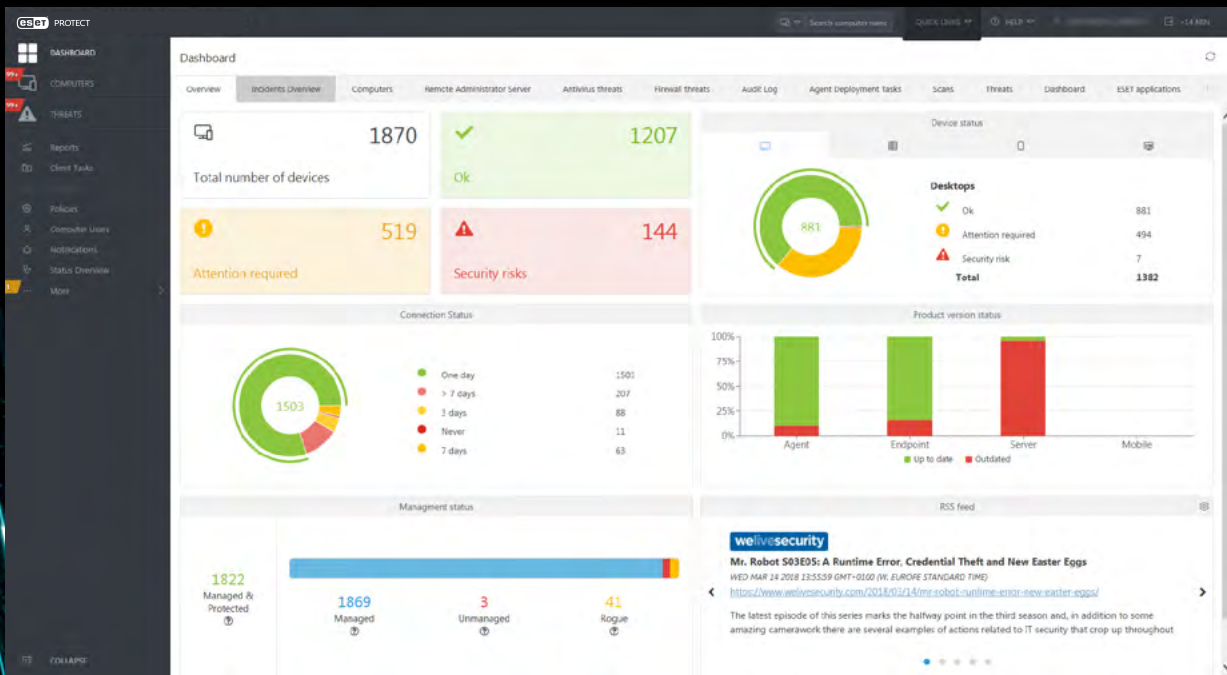 eset PROTECT
Search computer name
QUICK LINKS
HELP
>14 MIN
DASHBOARD
99+
COMPUTERS
99+
THREATS
Reports
Client Tasks
Policies
Computer Users
Notifications
Status Overview
More
COLLAPSE
Dashboard
Overview Incidents Overview Computers Remote Administrator Server Antivirus threats Firewall threats Audit Log Agent Deployment tasks Scans Threats Dashboard ESET applications
1870
Total number of devices
1207
Ok
519
Attention required
144
Security risks
Device status
881
Desktops
Ok 881
Attention required 494
Security risk 7
Total 1382
Connection Status
1503
One day 1501
> 7 days 207
3 days 88
Never 11
7 days 63
Product version status
100%
75%
50%
25%
0%
Agent Endpoint Server Mobile
Up to date Outdated
Managment status
1822
Managed &
Protected
1869
Managed
3
Unmanaged
41
Rogue
RSS feed
welivesecurity
Mr. Robot S03E05: A Runtime Error, Credential Theft and New Easter Eggs
WED MAR 14 2018 13:55:59 GMT+0100 (W. EUROPE STANDARD TIME)
https://www.welivesecurity.com/2018/03/14/mr-robot-runtime-error-new-easter-eggs/
The latest episode of this series marks the halfway point in the third season and, in addition to some
amazing camerawork there are several examples of actions related to IT security that crop up throughout